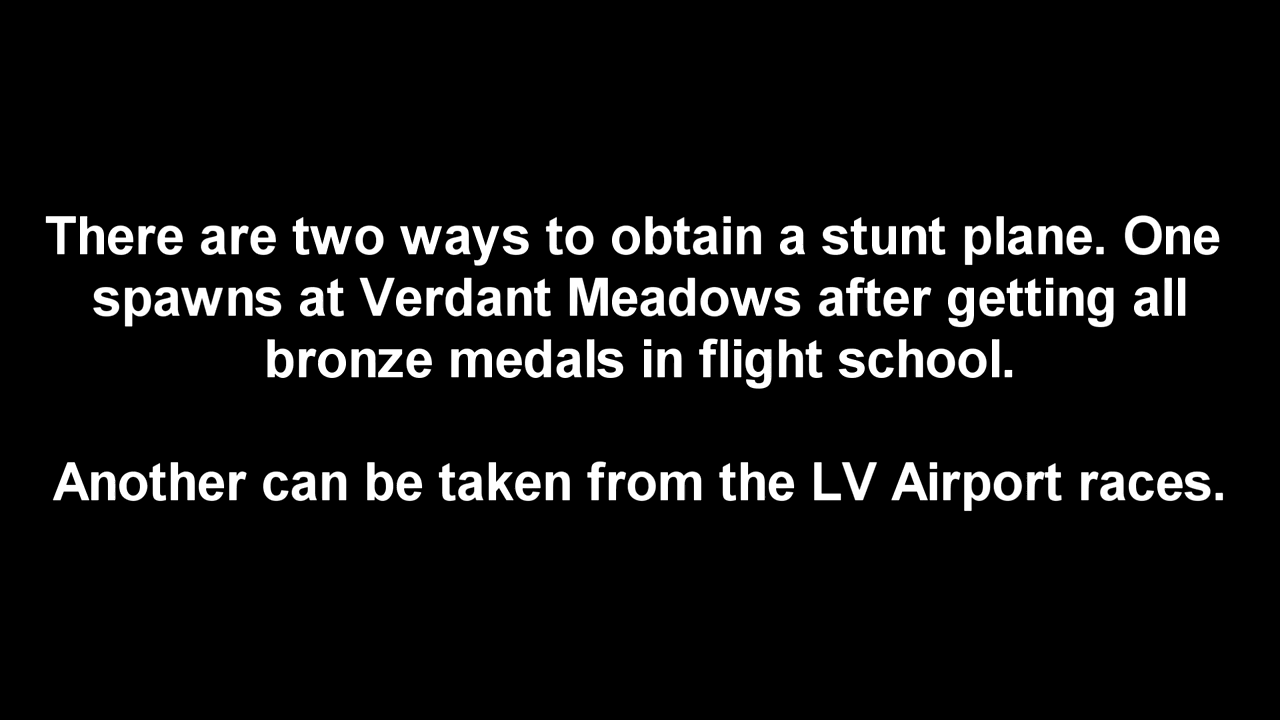 There are two ways to obtain a stunt plane. One
spawns at Verdant Meadows after getting all
bronze medals in flight school.
Another can be taken from the LV Airport races.